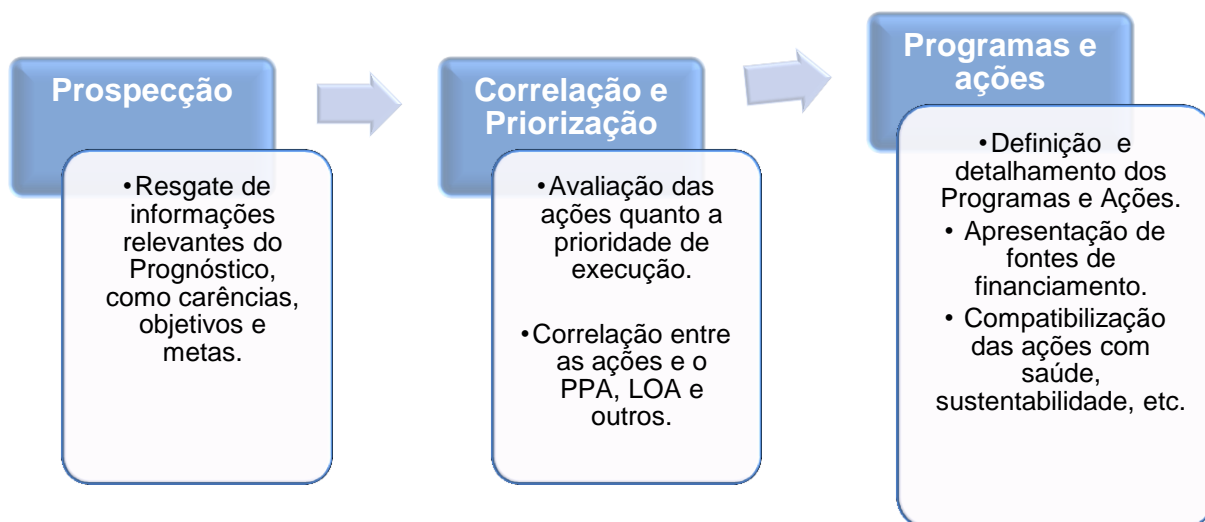 Prospecção
•Resgate de
informações
relevantes do
Prognóstico,
como carências,
objetivos e
metas.
Correlação e
Priorização
•Avaliação das
ações quanto a
prioridade de
execução.
•Correlação entre
as ações e o
PPA, LOA e
outros.
Programas e
ações
•Definição e
detalhamento dos
Programas e Ações.
• Apresentação de
fontes de
financiamento.
• Compatibilização
das ações com
saúde,
sustentabilidade, etc.